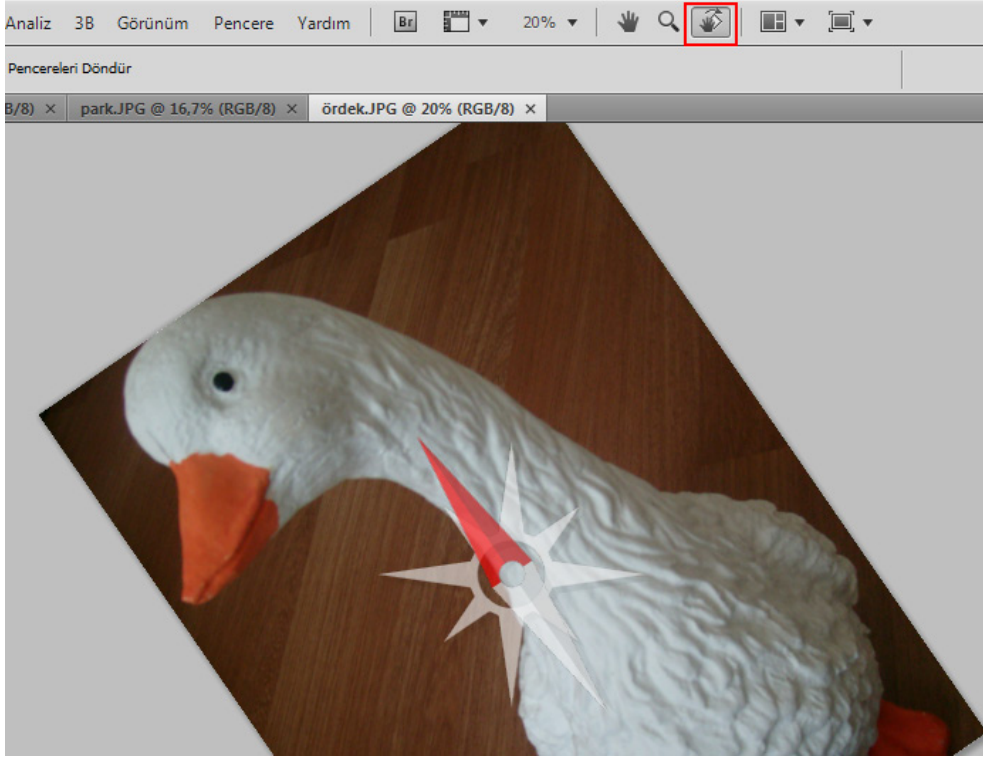 Analiz 3B Görünüm Pencere Yardım Br 20%
Pencereleri Döndür
B/8) × park.JPG @ 16,7% (RGB/8) × ördek.JPG @ 20% (RGB/8) ×